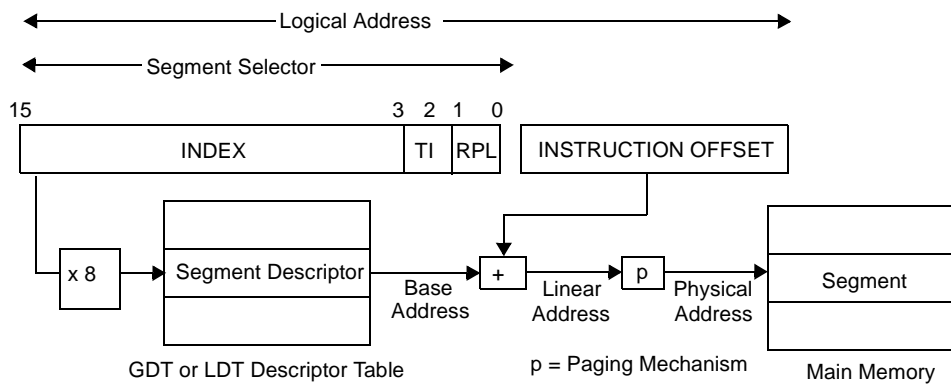 Logical Address
Segment Selector
15 3 2 1 0
INDEX TI RPL INSTRUCTION OFFSET
x 8 Segment Descriptor + p Segment
Base Address
Linear Address
Physical Address
GDT or LDT Descriptor Table
p = Paging Mechanism
Main Memory